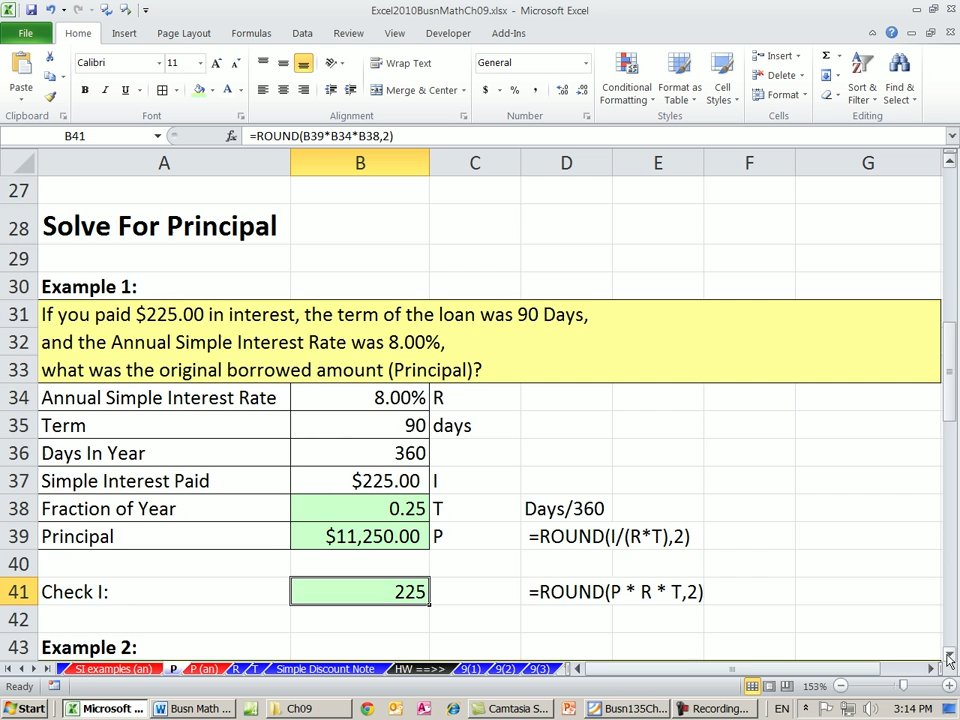 Excel2010BusnMathCh09.xlsx - Microsoft Excel
File Home Insert Page Layout Formulas Data Review View Developer Add-Ins
Paste
Calibri 11
Wrap Text
Merge & Center
General
Conditional Formatting
Format as Table
Cell Styles
Insert
Delete
Format
Sort & Filter
Find & Select
Clipboard Font Alignment Number Styles Cells Editing
B41 fx =ROUND(B39*B34*B38,2)
A B C D E F G
27
28 Solve For Principal
29
30 Example 1:
31 If you paid $225.00 in interest, the term of the loan was 90 Days,
32 and the Annual Simple Interest Rate was 8.00%,
33 what was the original borrowed amount (Principal)?
34 Annual Simple Interest Rate 8.00% R
35 Term 90 days
36 Days In Year 360
37 Simple Interest Paid $225.00 I
38 Fraction of Year 0.25 T Days/360
39 Principal $11,250.00 P =ROUND(I/(R*T),2)
40
41 Check I: 225 =ROUND(P * R * T,2)
42
43 Example 2:
SI examples (an) P P (an) R T Simple Discount Note HW ==>> 9(1) 9(2) 9(3)
Ready 153%
Start Microsoft ... Busn Math ... Ch09 Camtasia S... Busn135Ch... Recording... EN 3:14 PM